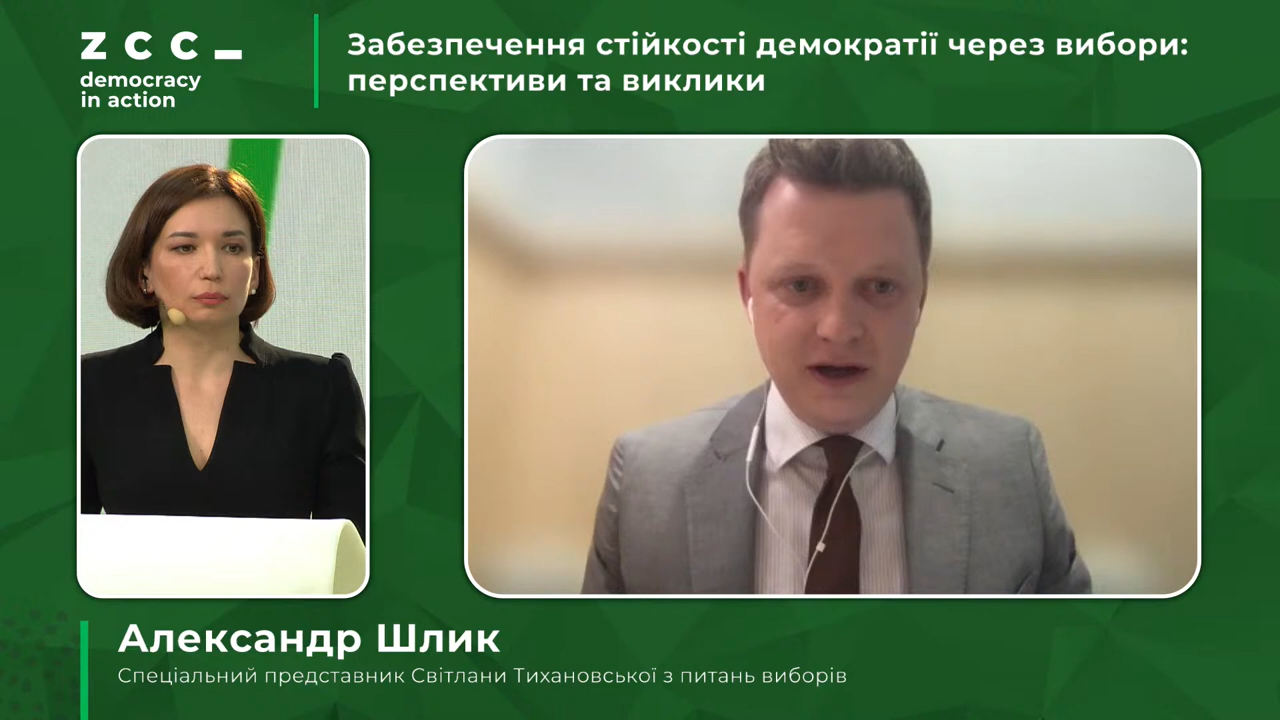 zcc_
democracy
in action
Забезпечення стійкості демократії через вибори:
перспективи та виклики
Александр Шлик
Спеціальний представник Світлани Тихановської з питань виборів